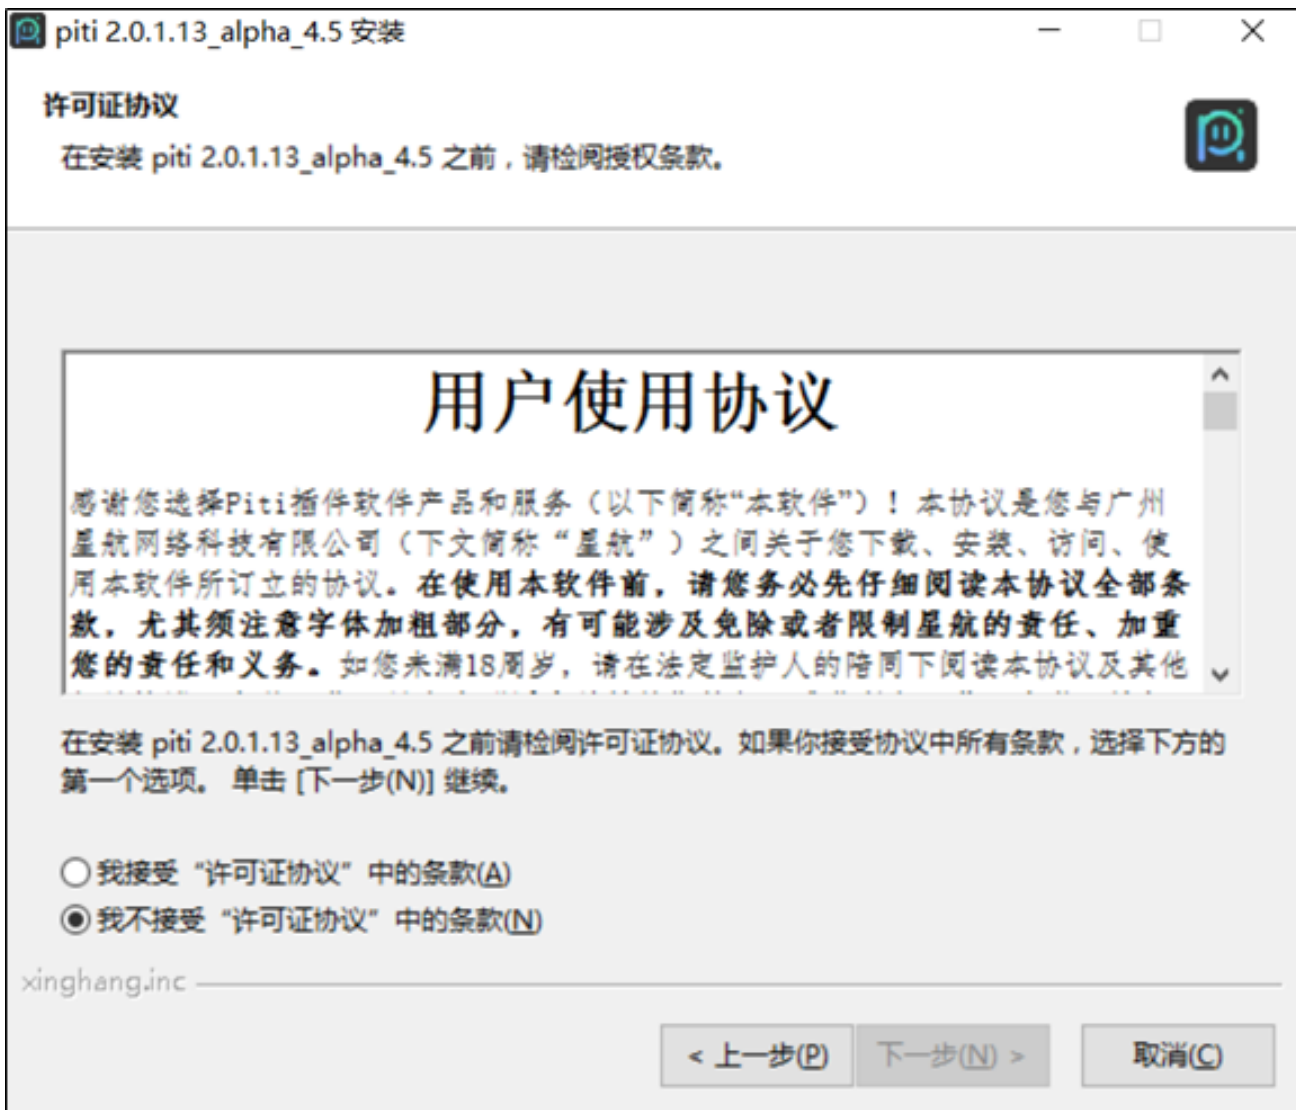 piti 2.0.1.13_alpha_4.5 安装
许可证协议
在安装 piti 2.0.1.13_alpha_4.5 之前，请检阅授权条款。
用户使用协议
感谢您选择Piti插件软件产品和服务（以下简称“本软件”）！本协议是您与广州
星航网络科技有限公司（下文简称“星航”）之间关于您下载、安装、访问、使
用本软件所订立的协议。在使用本软件前，请您务必先仔细阅读本协议全部条
款，尤其须注意字体加粗部分，有可能涉及免除或者限制星航的责任、加重
您的责任和义务。如您未满18周岁，请在法定监护人的陪同下阅读本协议及其他
在安装 piti 2.0.1.13_alpha_4.5 之前请检阅许可证协议。如果你接受协议中所有条款，选择下方的
第一个选项。 单击 [下一步(N)] 继续。
我接受“许可证协议”中的条款(A)
我不接受“许可证协议”中的条款(N)
xinghang.inc
< 上一步(P)
下一步(N) >
取消(C)